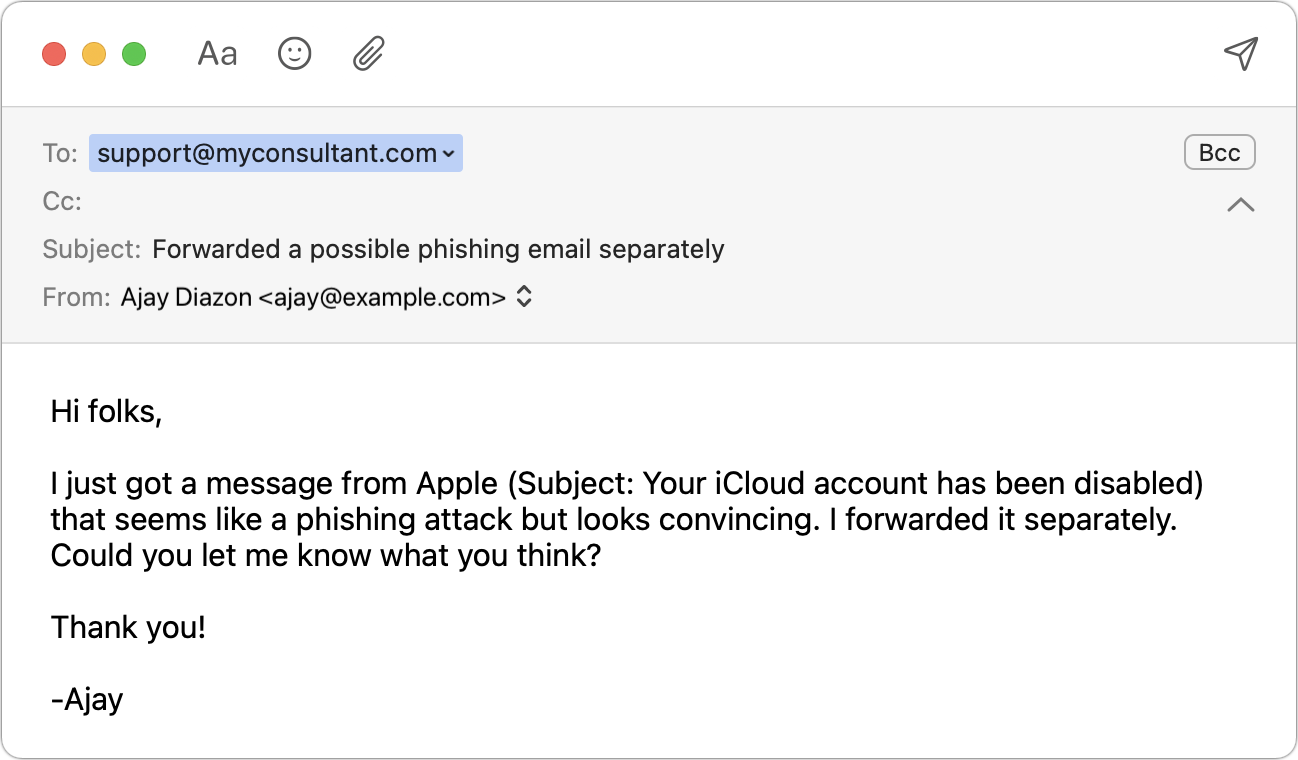 Aa
To: support@myconsultant.com
Bcc
Cc:
Subject: Forwarded a possible phishing email separately
From: Ajay Diazon <ajay@example.com>
Hi folks,
I just got a message from Apple (Subject: Your iCloud account has been disabled)
that seems like a phishing attack but looks convincing. I forwarded it separately.
Could you let me know what you think?
Thank you!
-Ajay